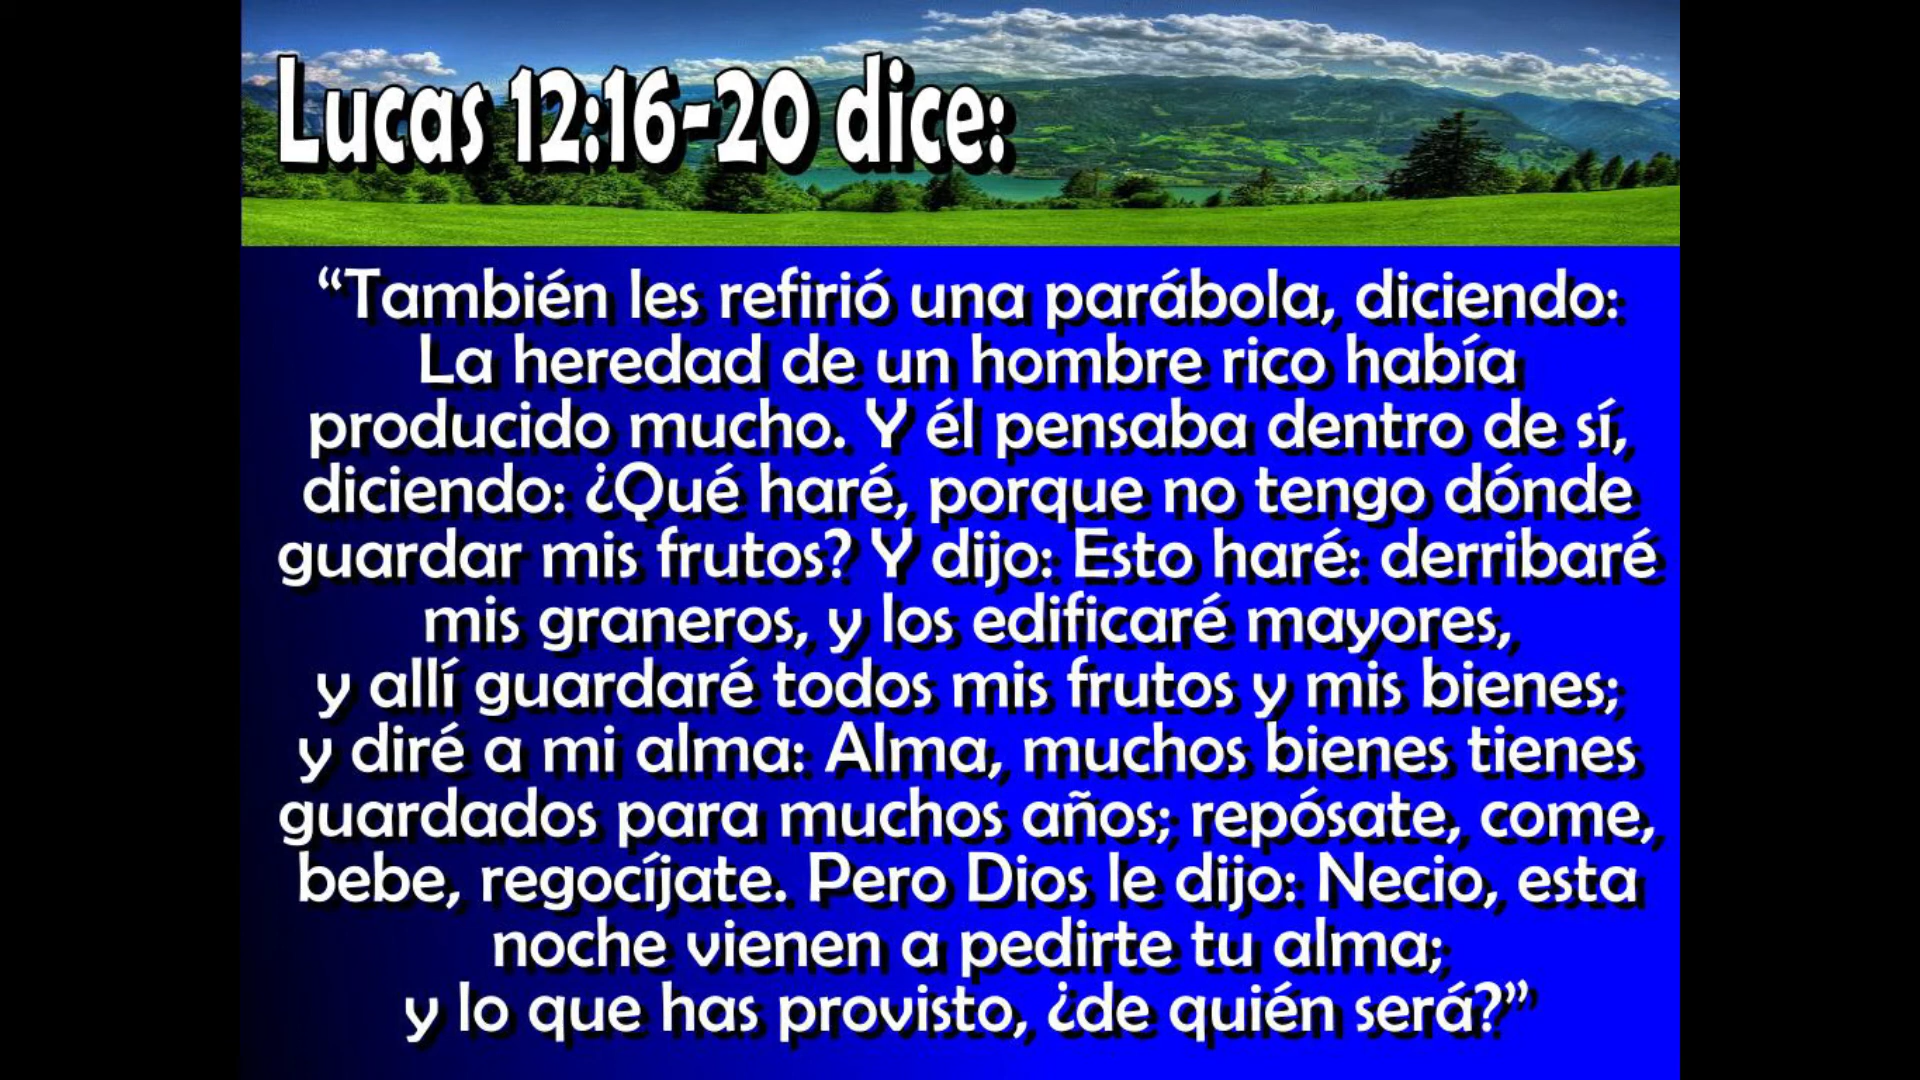 Lucas 12:16-20 dice:
“También les refirió una parábola, diciendo:
La heredad de un hombre rico había
producido mucho. Y él pensaba dentro de sí,
diciendo: ¿Qué haré, porque no tengo dónde
guardar mis frutos? Y dijo: Esto haré: derribaré
mis graneros, y los edificaré mayores,
y allí guardaré todos mis frutos y mis bienes;
y diré a mi alma: Alma, muchos bienes tienes
guardados para muchos años; repósate, come,
bebe, regocíjate. Pero Dios le dijo: Necio, esta
noche vienen a pedirte tu alma;
y lo que has provisto, ¿de quién será?”